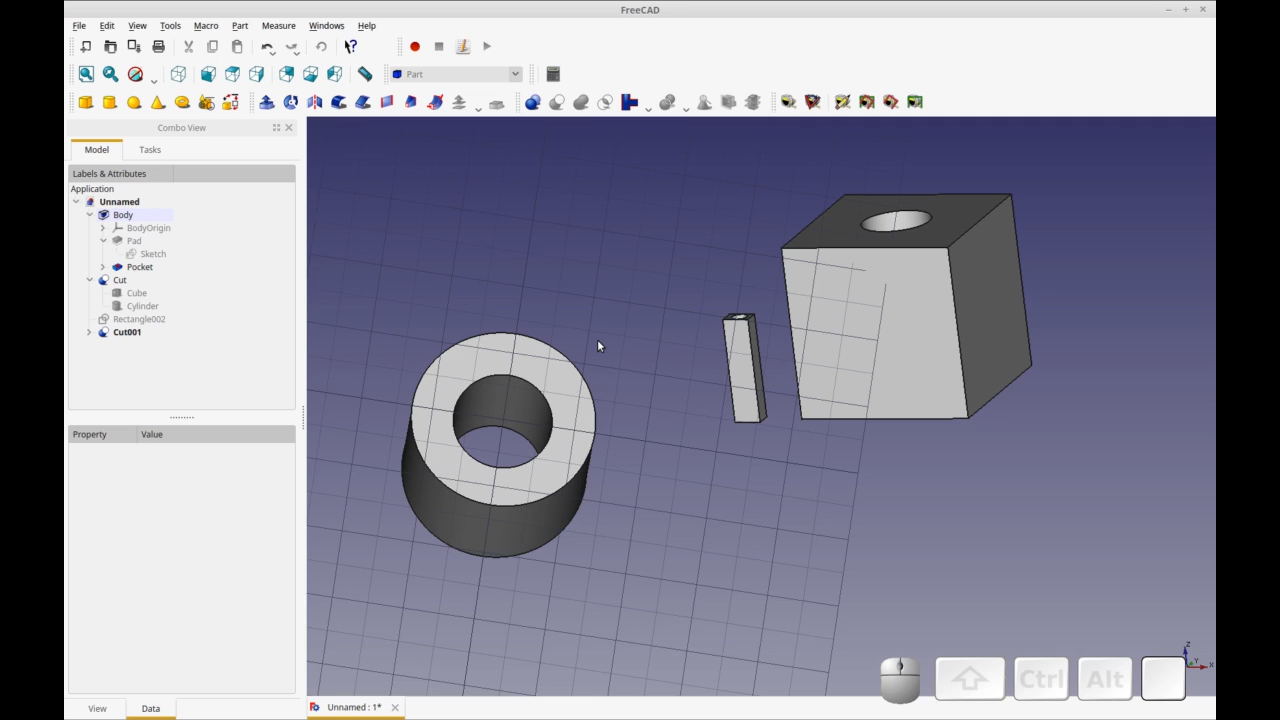 FreeCAD
File Edit View Tools Macro Part Measure Windows Help
Part
Combo View
Model Tasks
Labels & Attributes
Application
Unnamed
Body
BodyOrigin
Pad
Sketch
Pocket
Cut
Cube
Cylinder
Rectangle002
Cut001
Property Value
View Data
Unnamed : 1*
Ctrl Alt
Z
Y
X